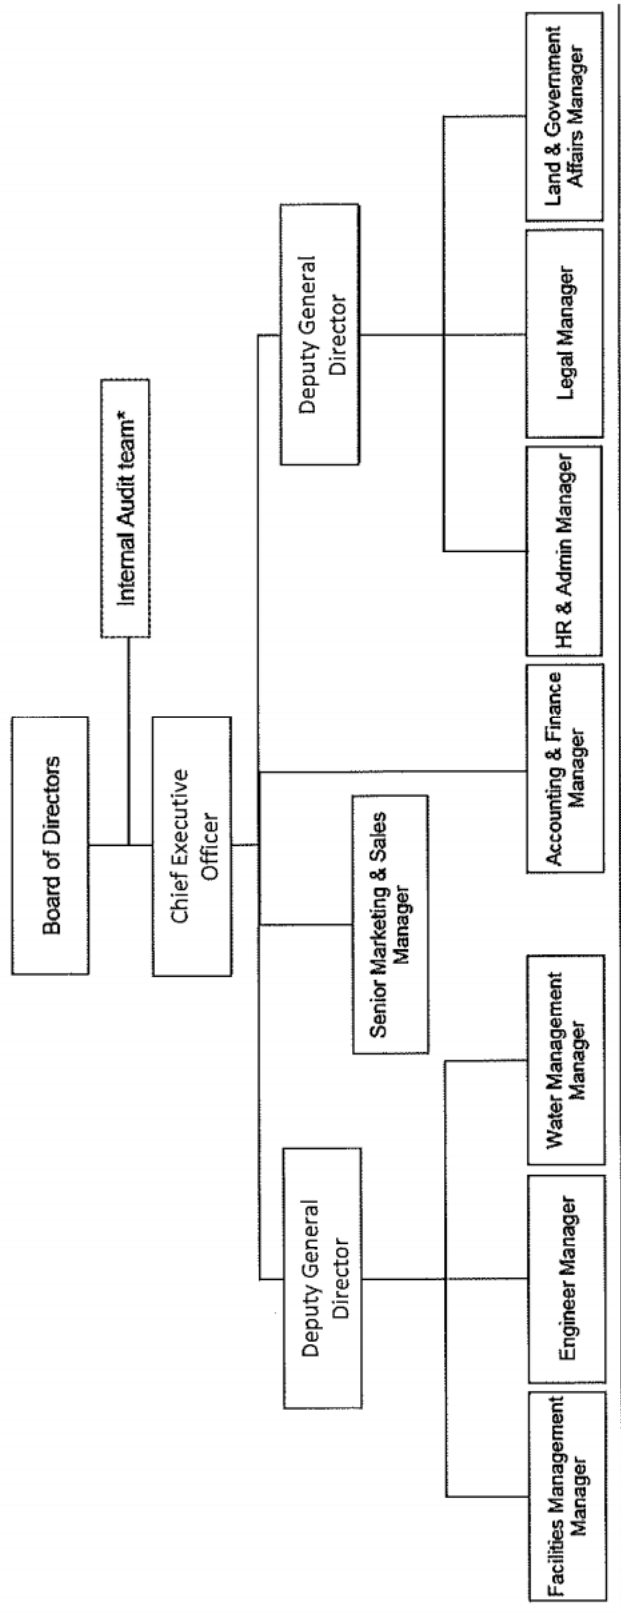 Board of Directors
Internal Audit team*
Chief Executive
Officer
Deputy General
Director
Deputy General
Director
Senior Marketing & Sales
Manager
Facilities Management
Manager
Engineer Manager
Water Management
Manager
Accounting & Finance
Manager
HR & Admin Manager
Legal Manager
Land & Government
Affairs Manager